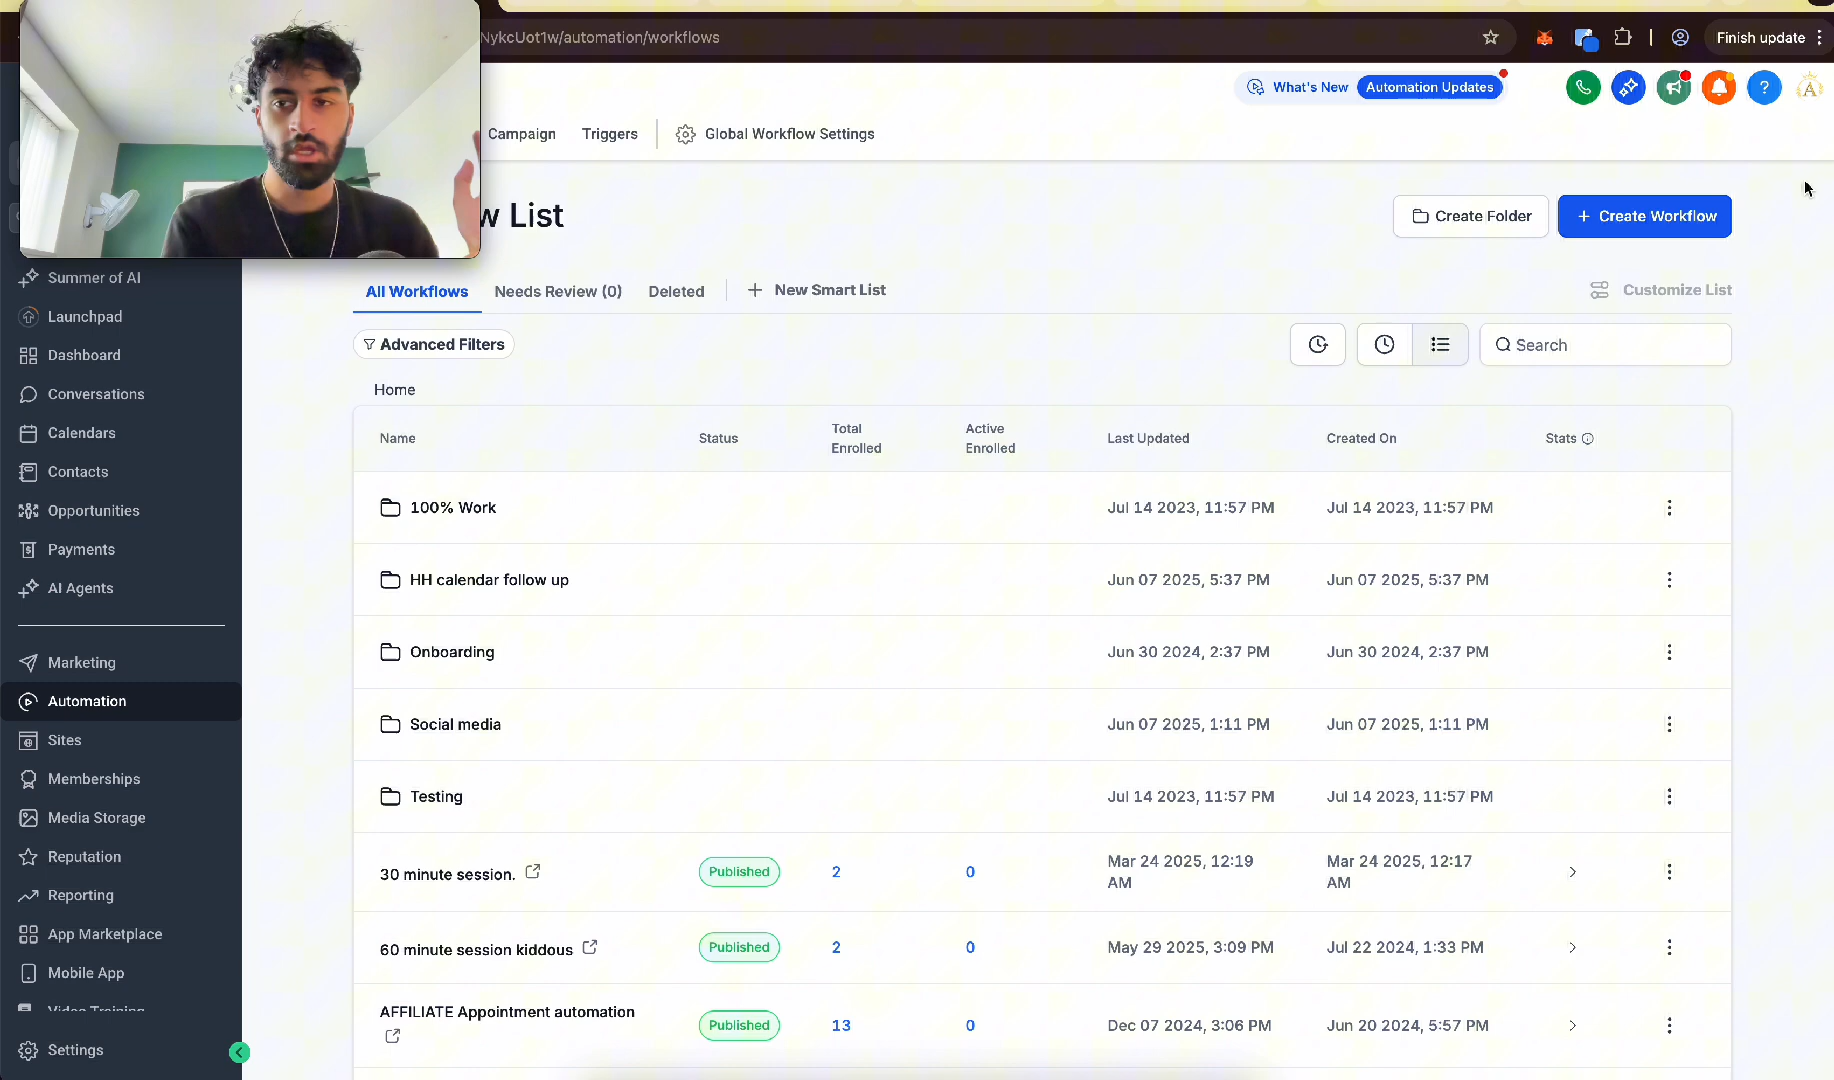 NykcUot1w/automation/workflows
Finish update
What's New
Automation Updates
Campaign
Triggers
Global Workflow Settings
w List
Create Folder
+ Create Workflow
Summer of AI
Launchpad
Dashboard
Conversations
Calendars
Contacts
Opportunities
Payments
AI Agents
Marketing
Automation
Sites
Memberships
Media Storage
Reputation
Reporting
App Marketplace
Mobile App
Video Training
Settings
All Workflows
Needs Review (0)
Deleted
+ New Smart List
Customize List
Advanced Filters
Search
Home
Name
Status
Total Enrolled
Active Enrolled
Last Updated
Created On
Stats
100% Work
Jul 14 2023, 11:57 PM
Jul 14 2023, 11:57 PM
HH calendar follow up
Jun 07 2025, 5:37 PM
Jun 07 2025, 5:37 PM
Onboarding
Jun 30 2024, 2:37 PM
Jun 30 2024, 2:37 PM
Social media
Jun 07 2025, 1:11 PM
Jun 07 2025, 1:11 PM
Testing
Jul 14 2023, 11:57 PM
Jul 14 2023, 11:57 PM
30 minute session.
Published
2
0
Mar 24 2025, 12:19 AM
Mar 24 2025, 12:17 AM
60 minute session kiddous
Published
2
0
May 29 2025, 3:09 PM
Jul 22 2024, 1:33 PM
AFFILIATE Appointment automation
Published
13
0
Dec 07 2024, 3:06 PM
Jun 20 2024, 5:57 PM